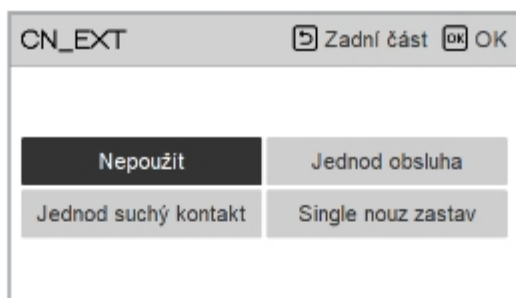 CN_EXT Zadní část OK OK
Nepoužit Jednod obsluha
Jednod suchý kontakt Single nouz zastav